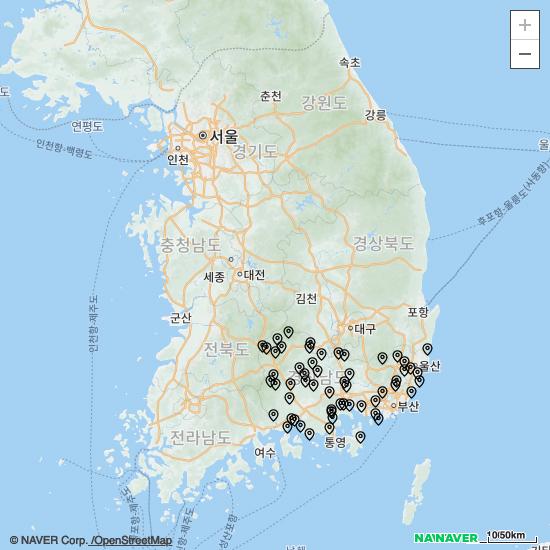 +
−
속초
춘천
강원도
강릉
도
연평도
서울
울
인천항-백령도
인천
경기도
후포항-울릉도(사동항)
충청남도
경상북도
세종
대전
인천항-제주도
김천
군산
포항
대구
전북도
울산
경상남도
부산
전라남도
여수
통영
© NAVER Corp. /OpenStreetMap
NAVER
10/50km